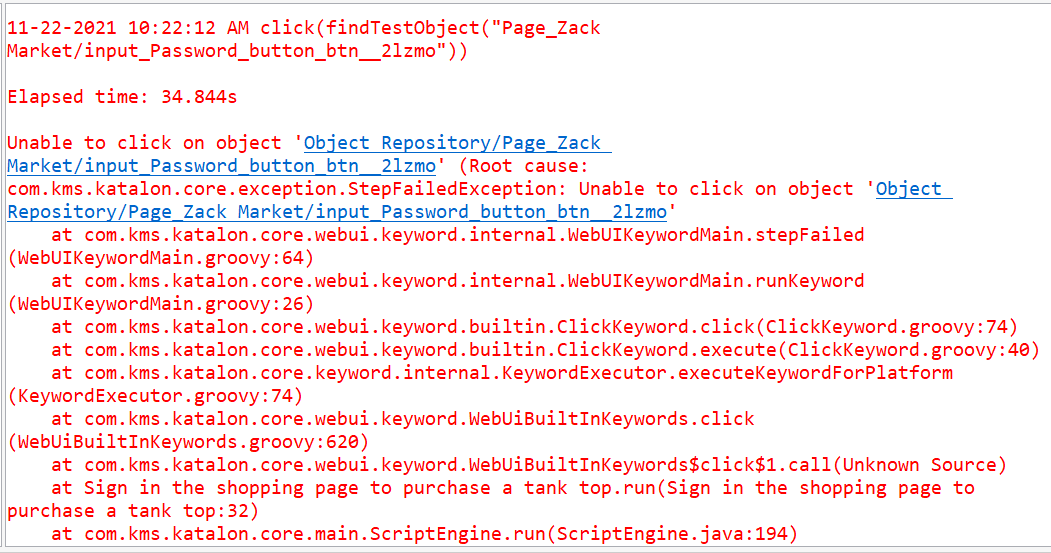 11-22-2021 10:22:12 AM click(findTestObject("Page_Zack
Market/input_Password_button_btn__2lzmo"))
Elapsed time: 34.844s
Unable to click on object 'Object Repository/Page_Zack
Market/input_Password_button_btn__2lzmo' (Root cause:
com.kms.katalon.core.exception.StepFailedException: Unable to click on object 'Object
Repository/Page_Zack Market/input_Password_button_btn__2lzmo'
at com.kms.katalon.core.webui.keyword.internal.WebUIKeywordMain.stepFailed
(WebUIKeywordMain.groovy:64)
at com.kms.katalon.core.webui.keyword.internal.WebUIKeywordMain.runKeyword
(WebUIKeywordMain.groovy:26)
at com.kms.katalon.core.webui.keyword.builtin.ClickKeyword.click(ClickKeyword.groovy:74)
at com.kms.katalon.core.webui.keyword.builtin.ClickKeyword.execute(ClickKeyword.groovy:40)
at com.kms.katalon.core.keyword.internal.KeywordExecutor.executeKeywordForPlatform
(KeywordExecutor.groovy:74)
at com.kms.katalon.core.webui.keyword.WebUiBuiltInKeywords.click
(WebUiBuiltInKeywords.groovy:620)
at com.kms.katalon.core.webui.keyword.WebUiBuiltInKeywords$click$1.call(Unknown Source)
at Sign in the shopping page to purchase a tank top.run(Sign in the shopping page to
purchase a tank top:32)
at com.kms.katalon.core.main.ScriptEngine.run(ScriptEngine.java:194)